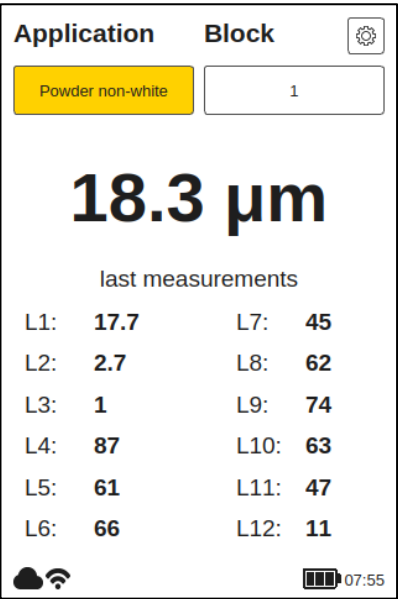 Application Block
Powder non-white 1
18.3 µm
last measurements
L1: 17.7 L7: 45
L2: 2.7 L8: 62
L3: 1 L9: 74
L4: 87 L10: 63
L5: 61 L11: 47
L6: 66 L12: 11
07:55